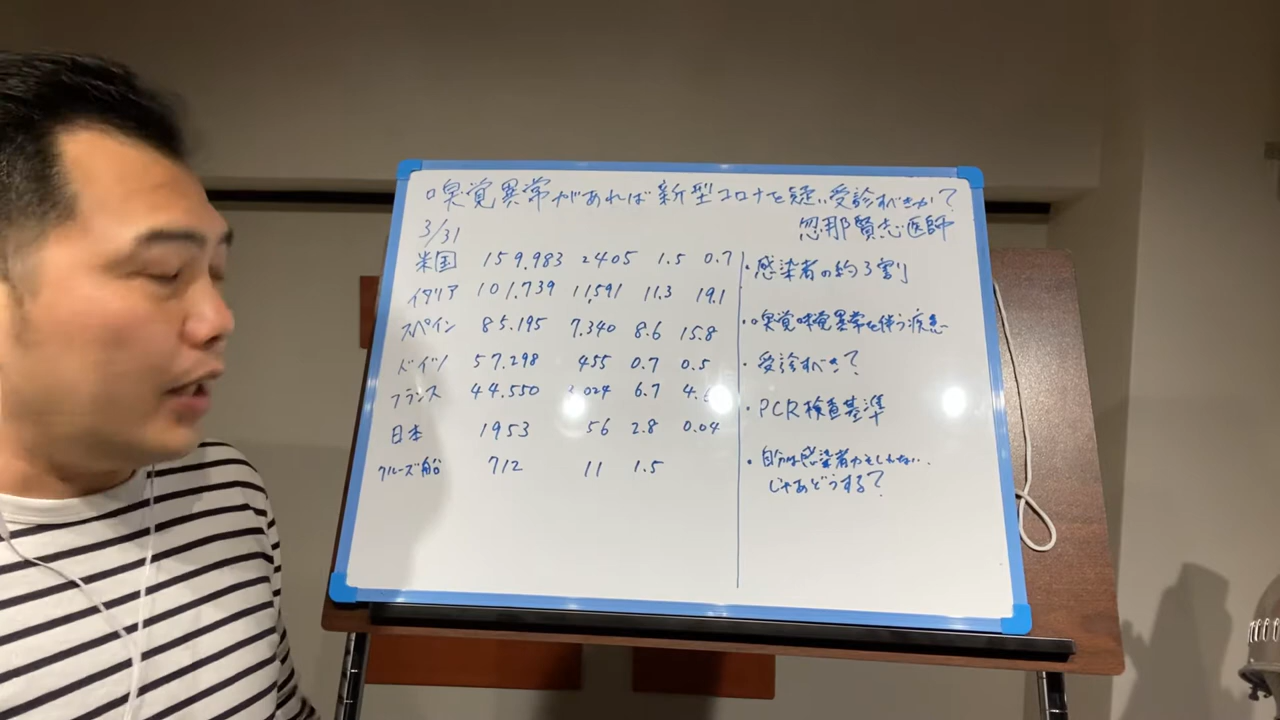 嗅覚異常があれば新型コロナを疑い受診すべきか?
忽那賢志医師
3/31
米国 159.983 2405 1.5 0.7
イタリア 101.739 11,591 11.3 19.1
スペイン 85.195 7.340 8.6 15.8
ドイツ 57.298 455 0.7 0.5
フランス 44.550 024 6.7 4.
日本 1953 56 2.8 0.04
クルーズ船 712 11 1.5
・感染者の約3割
・嗅覚味覚異常を伴う疾患
・受診すべき?
・PCR検査基準
・自分は感染者かもしれない..
じゃあどうする?